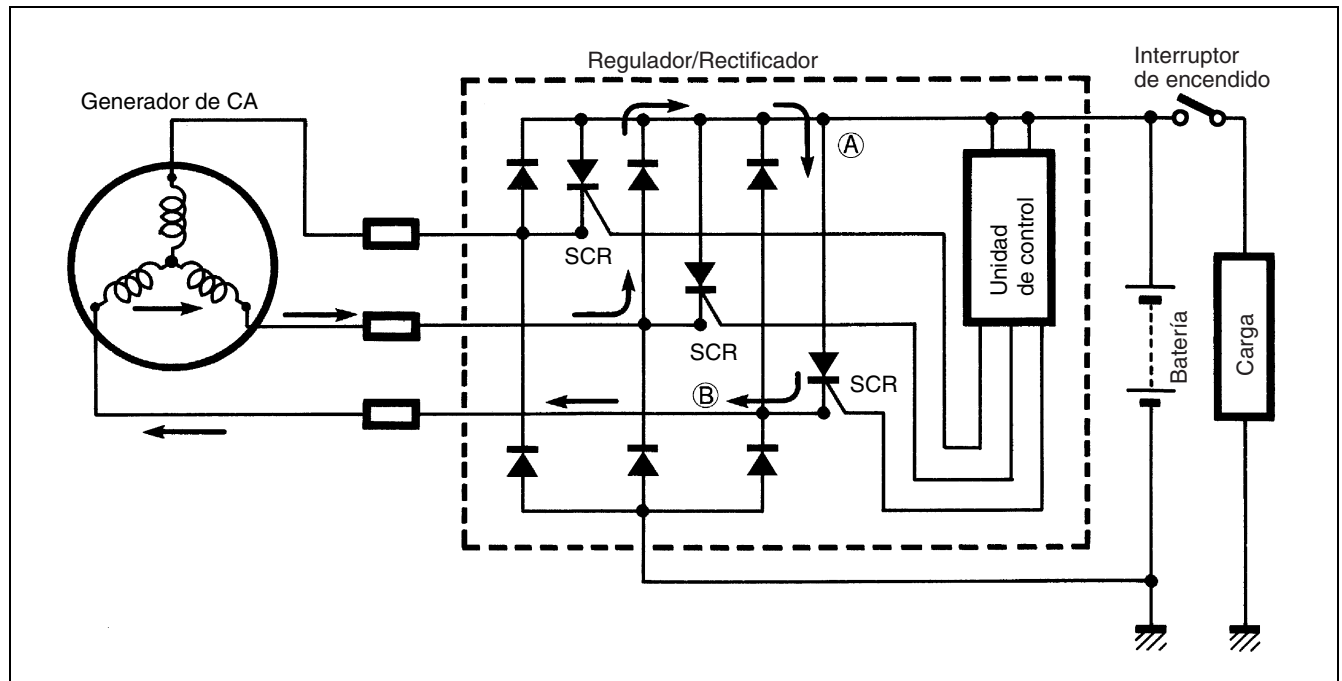 Regulador/Rectificador
Interruptor
de encendido
Generador de CA
Ⓐ
SCR
SCR
SCR
Ⓑ
Unidad
de control
Batería
Carga